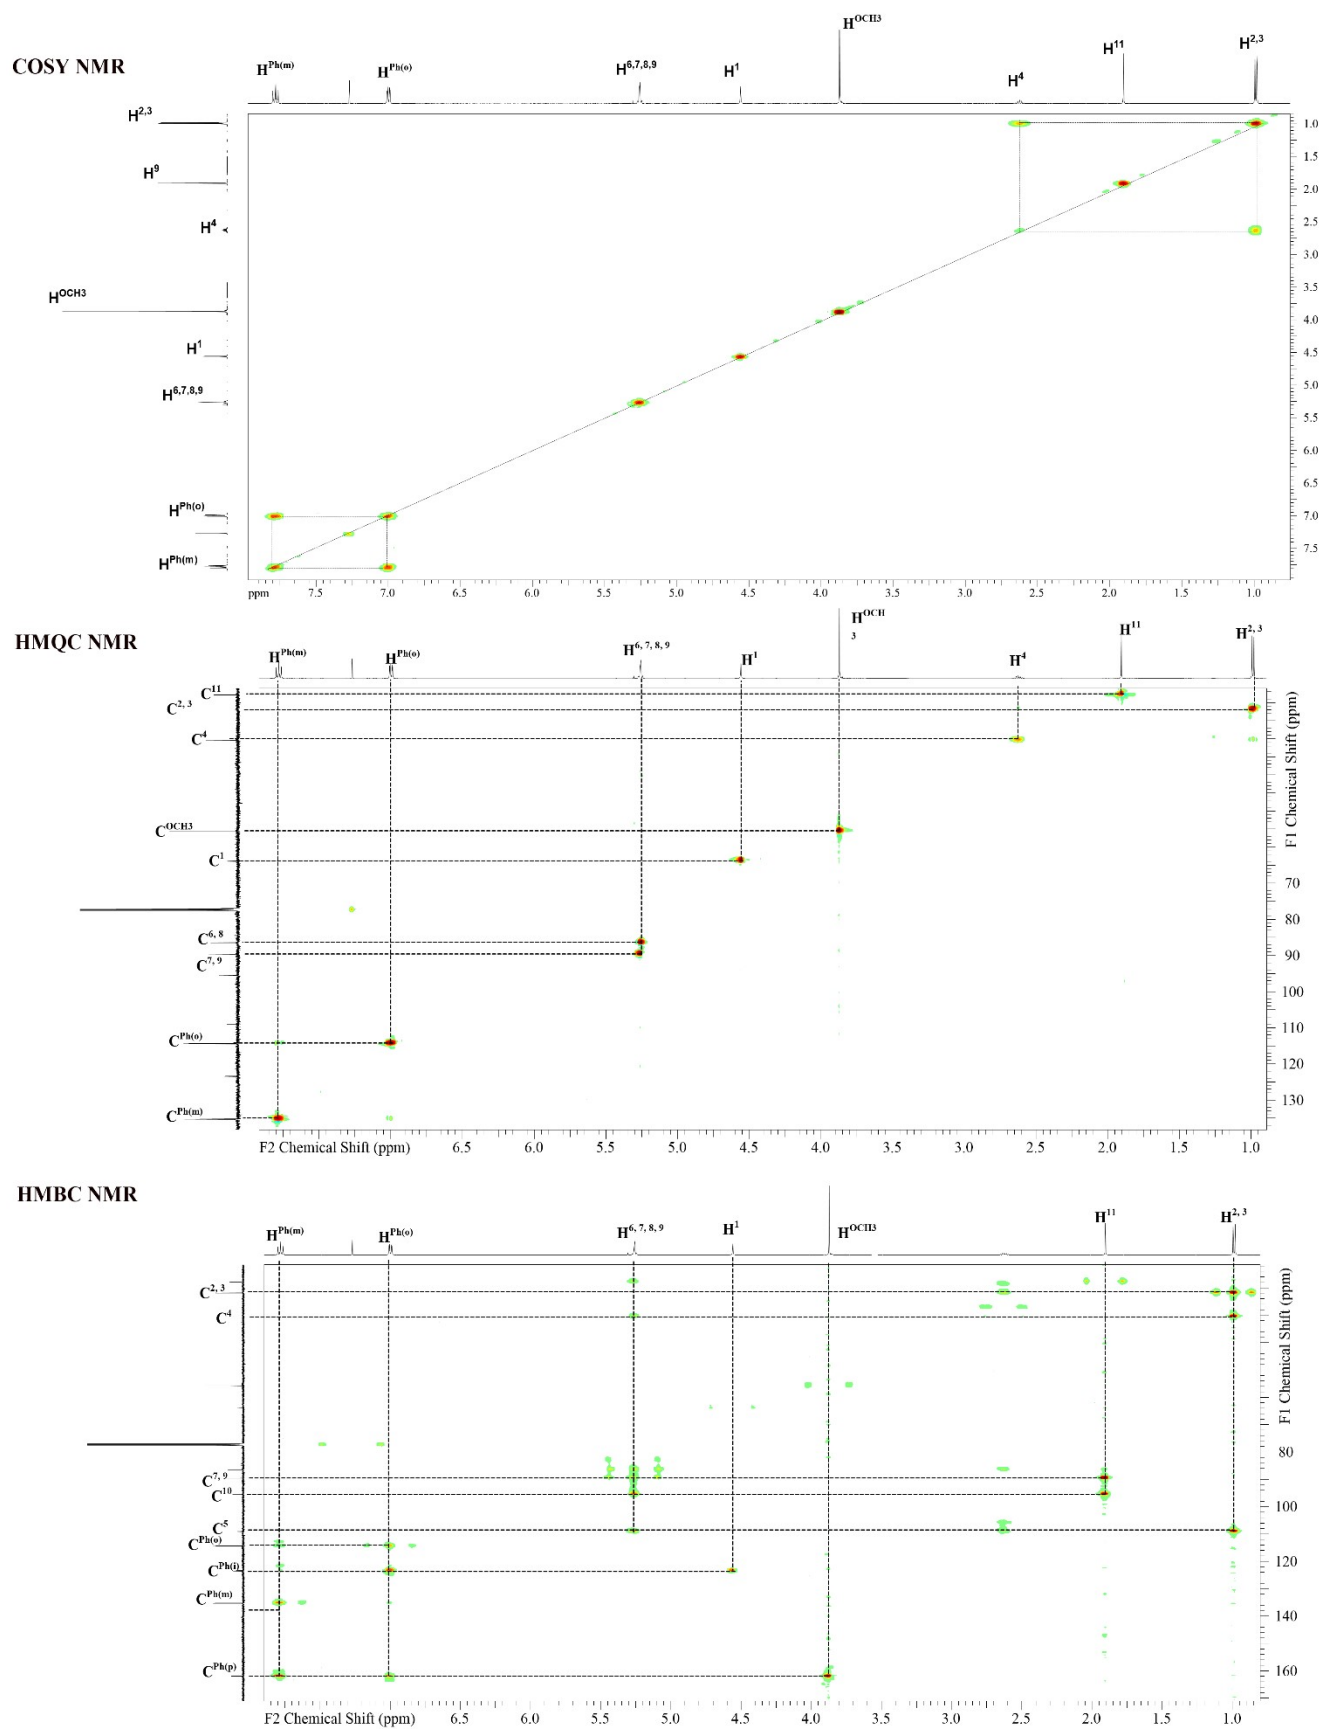 COSY NMR
H^Ph(m)
H^Ph(o)
H^6,7,8,9
H^1
H^OCH3
H^4
H^11
H^2,3
H^2,3
H^9
H^4
H^OCH3
H^1
H^6,7,8,9
H^Ph(o)
H^Ph(m)
1.0
1.5
2.0
2.5
3.0
3.5
4.0
4.5
5.0
5.5
6.0
6.5
7.0
7.5
ppm 7.5 7.0 6.5 6.0 5.5 5.0 4.5 4.0 3.5 3.0 2.5 2.0 1.5 1.0
HMQC NMR
H^Ph(m)
H^Ph(o)
H^6, 7, 8, 9
H^1
H^OCH
3
H^4
H^11
H^2, 3
C^11
C^2, 3
C^4
C^OCH3
C^1
C^6, 8
C^7, 9
C^Ph(o)
C^Ph(m)
F1 Chemical Shift (ppm)
70
80
90
100
110
120
130
F2 Chemical Shift (ppm) 6.5 6.0 5.5 5.0 4.5 4.0 3.5 3.0 2.5 2.0 1.5 1.0
HMBC NMR
H^Ph(m)
H^Ph(o)
H^6, 7, 8, 9
H^1
H^OCH3
H^11
H^2, 3
C^2, 3
C^4
C^7, 9
C^10
C^5
C^Ph(o)
C^Ph(i)
C^Ph(m)
C^Ph(p)
F1 Chemical Shift (ppm)
80
100
120
140
160
F2 Chemical Shift (ppm) 6.5 6.0 5.5 5.0 4.5 4.0 3.5 3.0 2.5 2.0 1.5 1.0